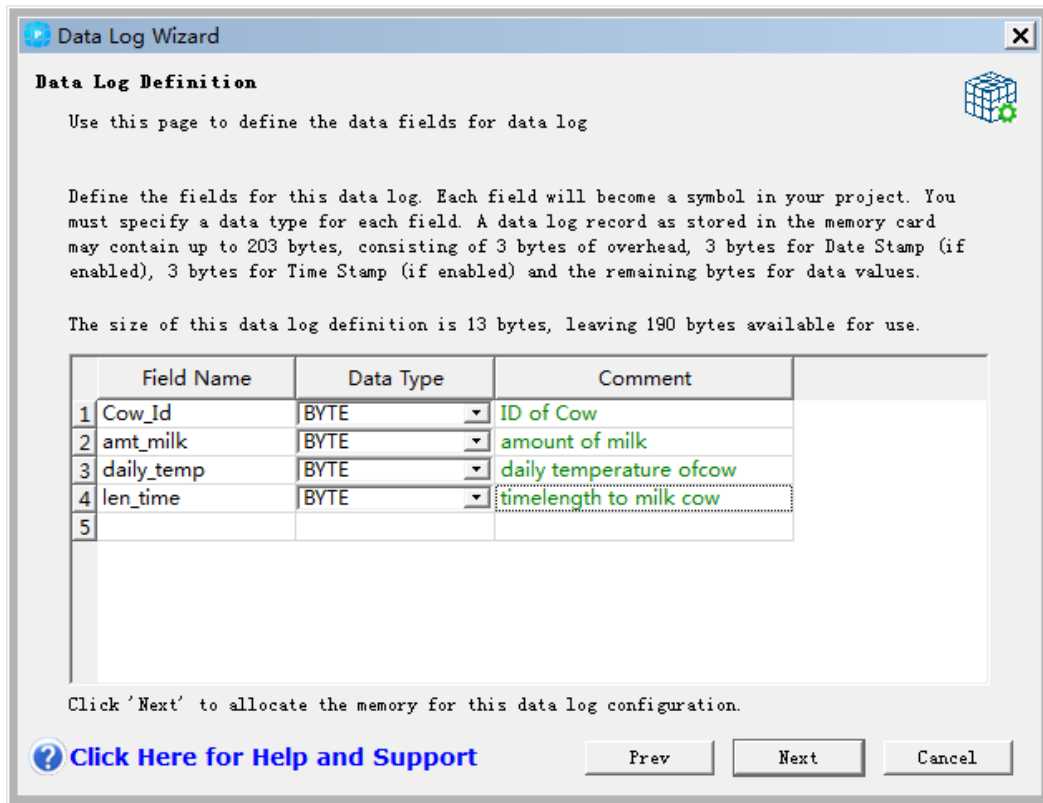 Data Log Wizard
Data Log Definition
Use this page to define the data fields for data log
Define the fields for this data log. Each field will become a symbol in your project. You
must specify a data type for each field. A data log record as stored in the memory card
may contain up to 203 bytes, consisting of 3 bytes of overhead, 3 bytes for Date Stamp (if
enabled), 3 bytes for Time Stamp (if enabled) and the remaining bytes for data values.
The size of this data log definition is 13 bytes, leaving 190 bytes available for use.
Field Name Data Type Comment
1 Cow_Id BYTE ID of Cow
2 amt_milk BYTE amount of milk
3 daily_temp BYTE daily temperature ofcow
4 len_time BYTE timelength to milk cow
5
Click 'Next' to allocate the memory for this data log configuration.
? Click Here for Help and Support Prev Next Cancel